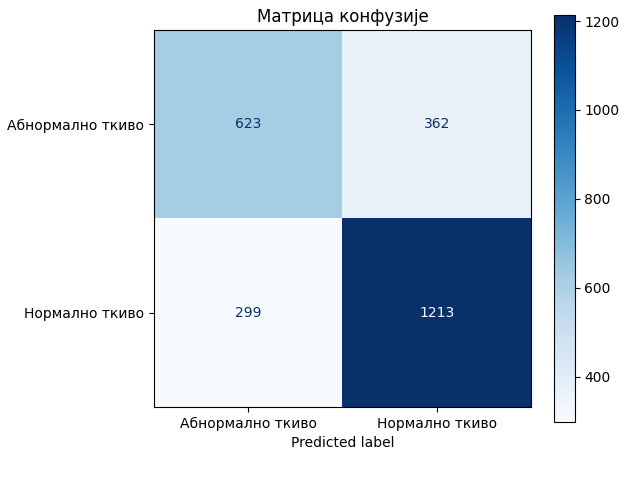 Матрица конфузије
Абнормално ткиво
623
362
Нормално ткиво
299
1213
Абнормално ткиво
Нормално ткиво
Predicted label
1200
1000
800
600
400